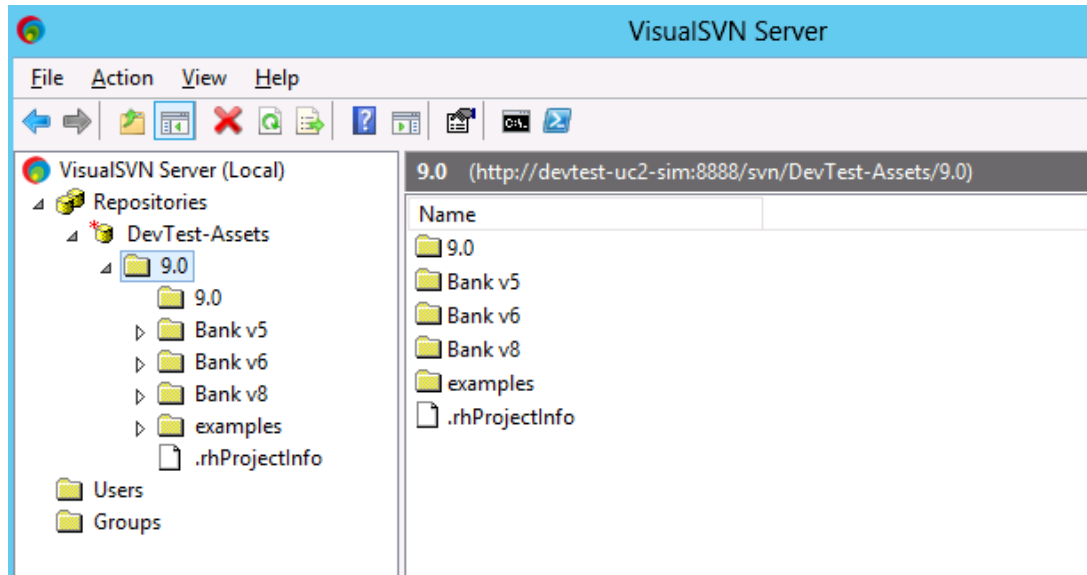 VisualSVN Server
File Action View Help
VisualSVN Server (Local)
Repositories
DevTest-Assets
9.0
9.0
Bank v5
Bank v6
Bank v8
examples
.rhProjectInfo
Users
Groups
9.0 (http://devtest-uc2-sim:8888/svn/DevTest-Assets/9.0)
Name
9.0
Bank v5
Bank v6
Bank v8
examples
.rhProjectInfo